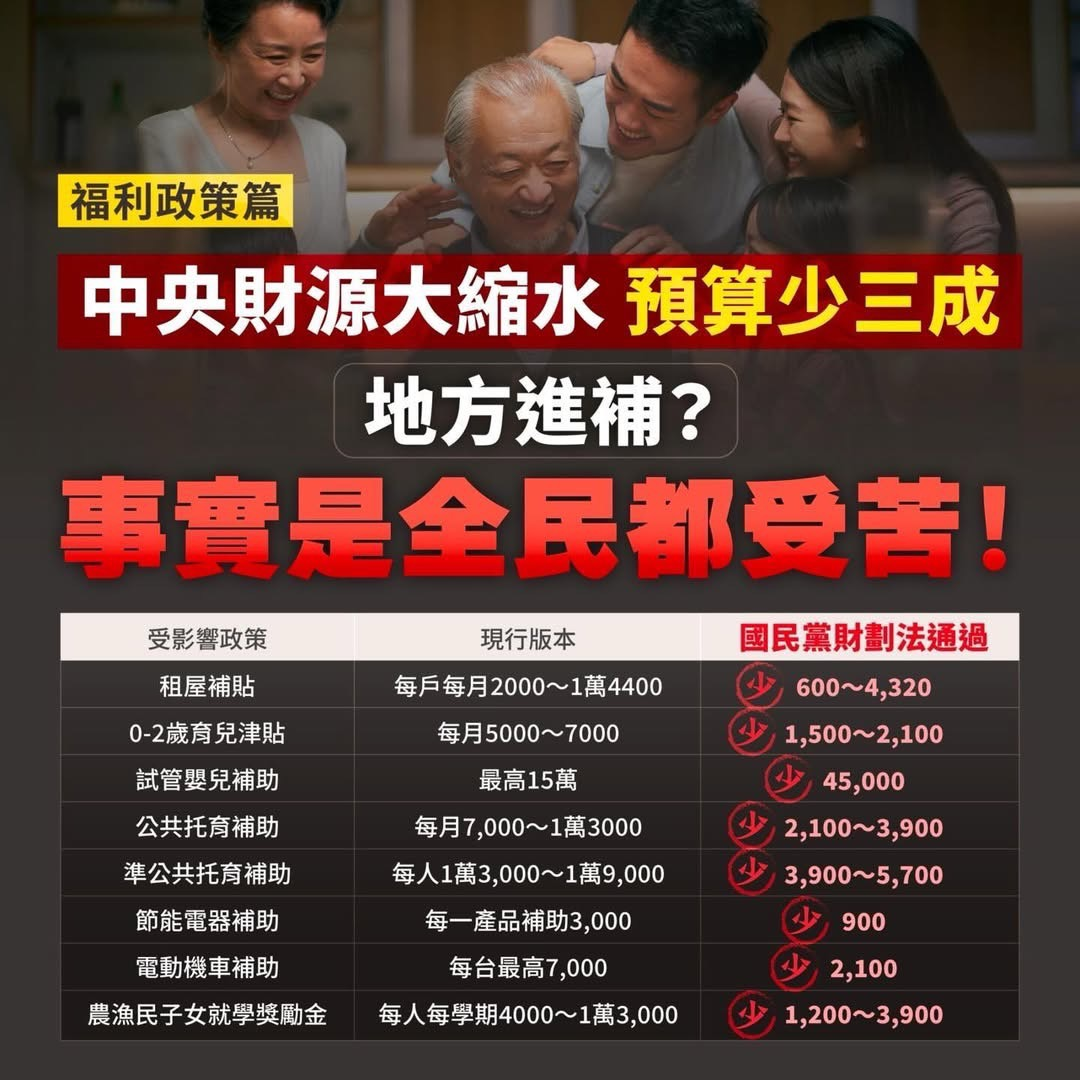 福利政策篇
中央財源大縮水 預算少三成
地方進補？
事實是全民都受苦！
受影響政策 現行版本 國民黨財劃法通過
租屋補貼 每戶每月2000～1萬4400 少 600～4,320
0-2歲育兒津貼 每月5000～7000 少 1,500～2,100
試管嬰兒補助 最高15萬 少 45,000
公共托育補助 每月7,000～1萬3000 少 2,100～3,900
準公共托育補助 每人1萬3,000～1萬9,000 少 3,900～5,700
節能電器補助 每一產品補助3,000 少 900
電動機車補助 每台最高7,000 少 2,100
農漁民子女就學獎勵金 每人每學期4000～1萬3,000 少 1,200～3,900